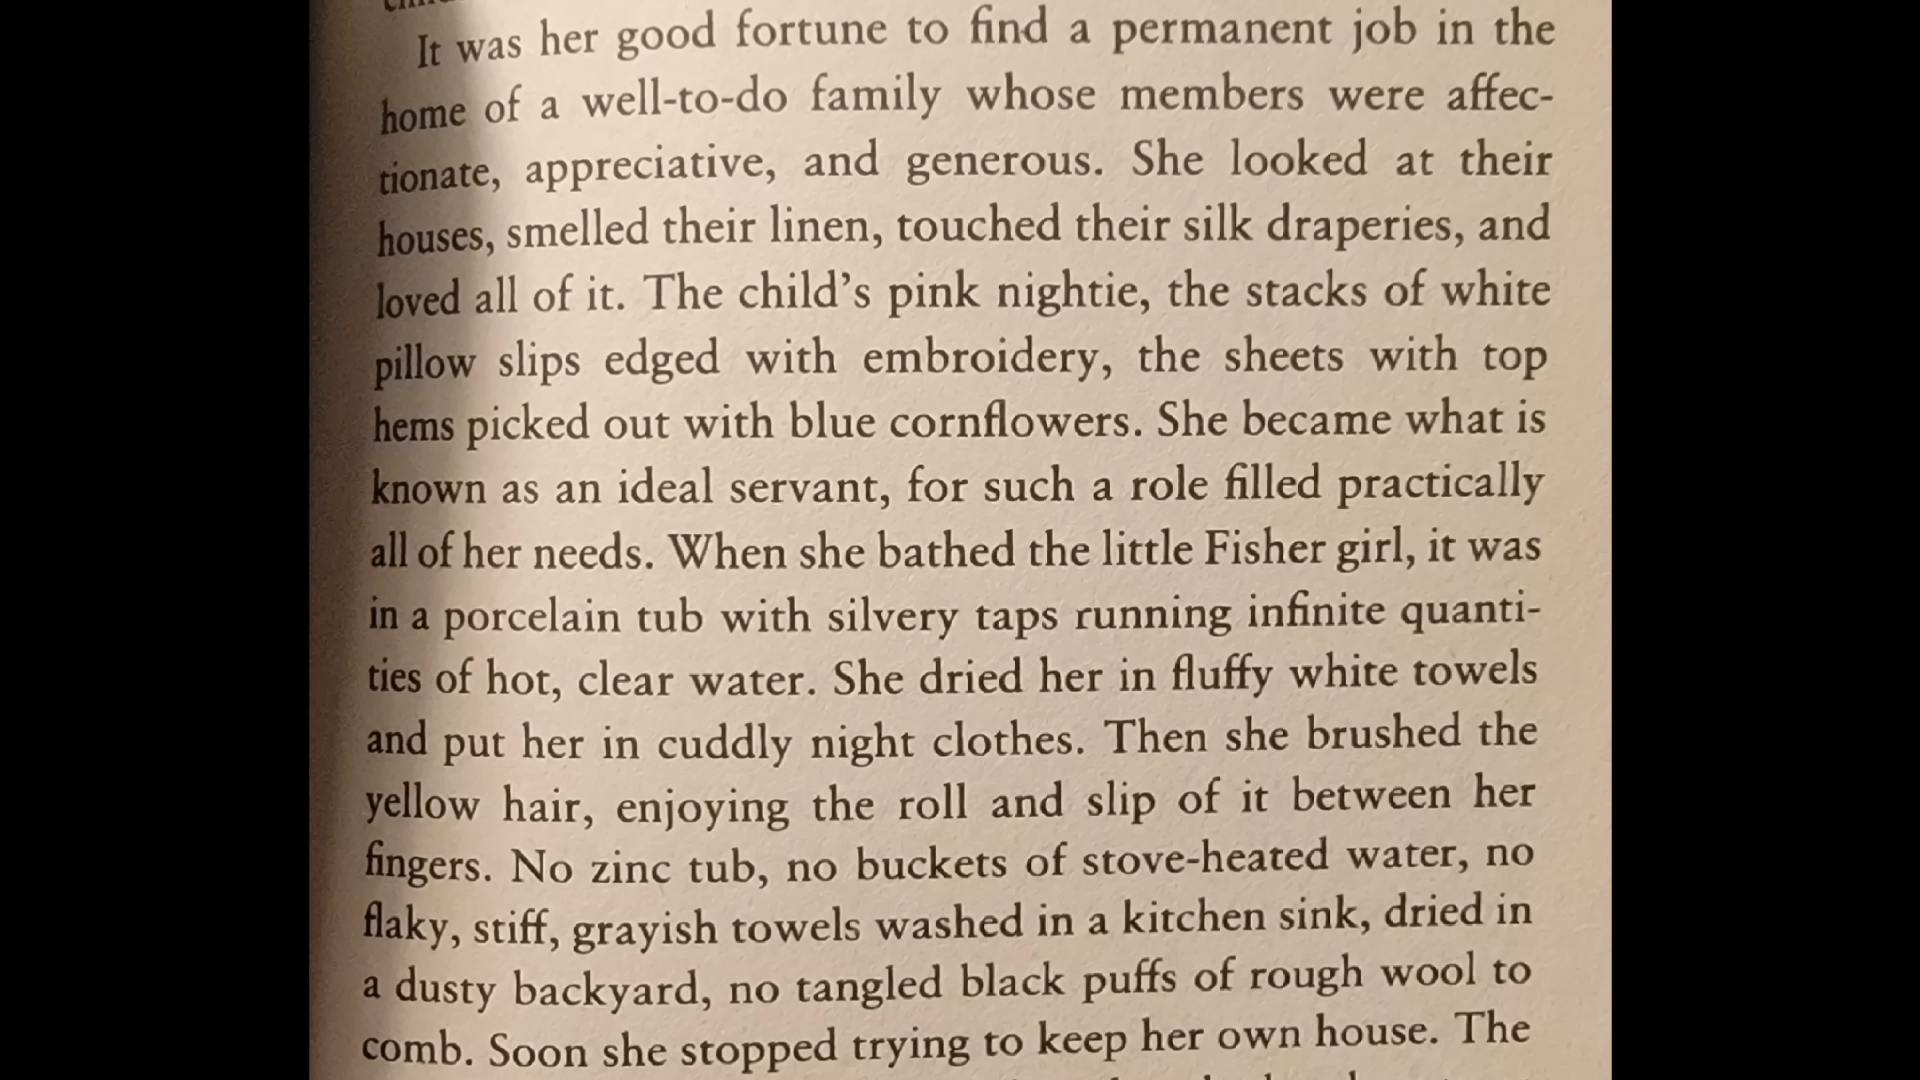 It was her good fortune to find a permanent job in the
home of a well-to-do family whose members were affec-
tionate, appreciative, and generous. She looked at their
houses, smelled their linen, touched their silk draperies, and
loved all of it. The child’s pink nightie, the stacks of white
pillow slips edged with embroidery, the sheets with top
hems picked out with blue cornflowers. She became what is
known as an ideal servant, for such a role filled practically
all of her needs. When she bathed the little Fisher girl, it was
in a porcelain tub with silvery taps running infinite quanti-
ties of hot, clear water. She dried her in fluffy white towels
and put her in cuddly night clothes. Then she brushed the
yellow hair, enjoying the roll and slip of it between her
fingers. No zinc tub, no buckets of stove-heated water, no
flaky, stiff, grayish towels washed in a kitchen sink, dried in
a dusty backyard, no tangled black puffs of rough wool to
comb. Soon she stopped trying to keep her own house. The